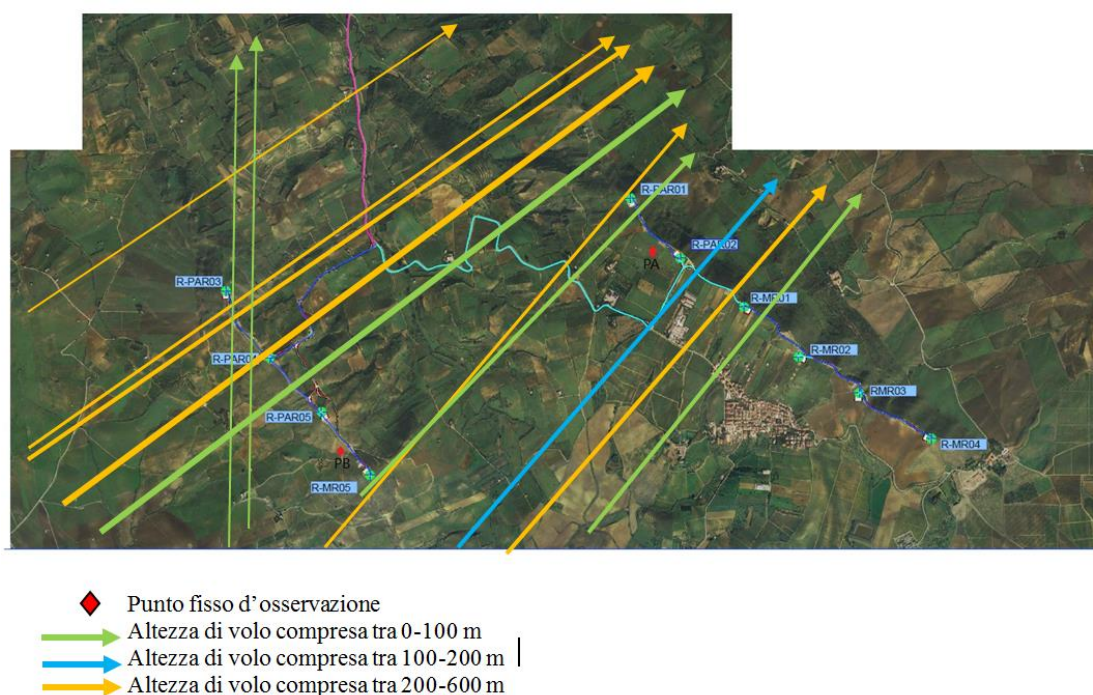 R-PAR01
R-PAR02
PA
R-PAR03
R-MR01
R-PAR04
R-MR02
RMR03
R-PAR05
R-MR04
PB
R-MR05
Punto fisso d'osservazione
Altezza di volo compresa tra 0-100 m
Altezza di volo compresa tra 100-200 m
Altezza di volo compresa tra 200-600 m